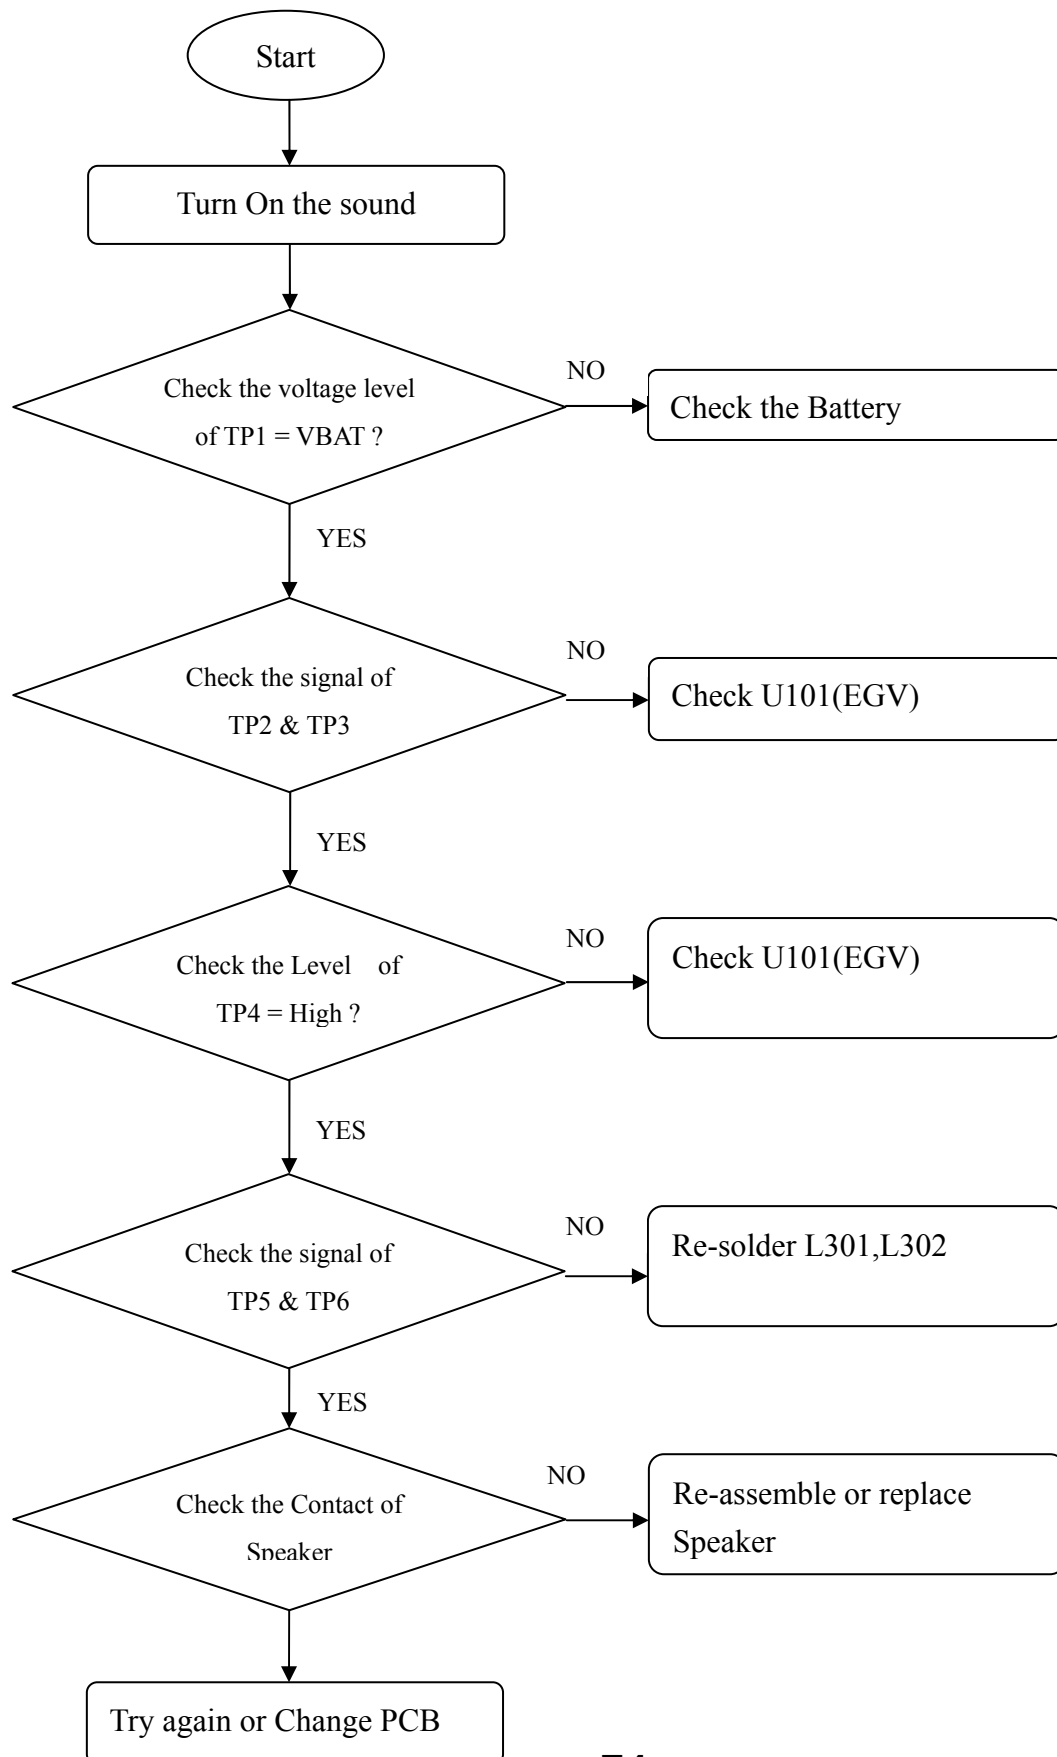 Start
Turn On the sound
Check the voltage level
of TP1 = VBAT ?
NO
Check the Battery
YES
Check the signal of
TP2 & TP3
NO
Check U101(EGV)
YES
Check the Level of
TP4 = High ?
NO
Check U101(EGV)
YES
Check the signal of
TP5 & TP6
NO
Re-solder L301,L302
YES
Check the Contact of
Speaker
NO
Re-assemble or replace
Speaker
Try again or Change PCB